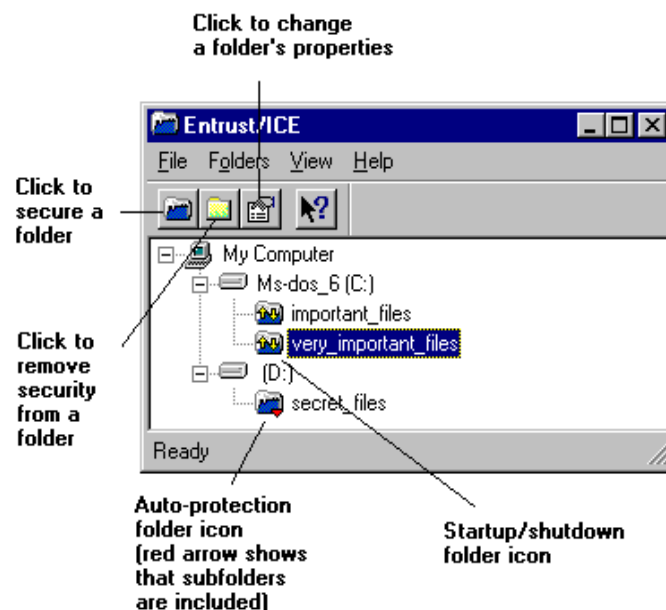 Click to change
a folder's properties
Entrust/ICE
File Folders View Help
Click to
secure a
folder
My Computer
Ms-dos_6 (C:)
important_files
very_important_files
(D:)
secret_files
Click to
remove
security
from a
folder
Ready
Auto-protection
folder icon
(red arrow shows
that subfolders
are included)
Startup/shutdown
folder icon